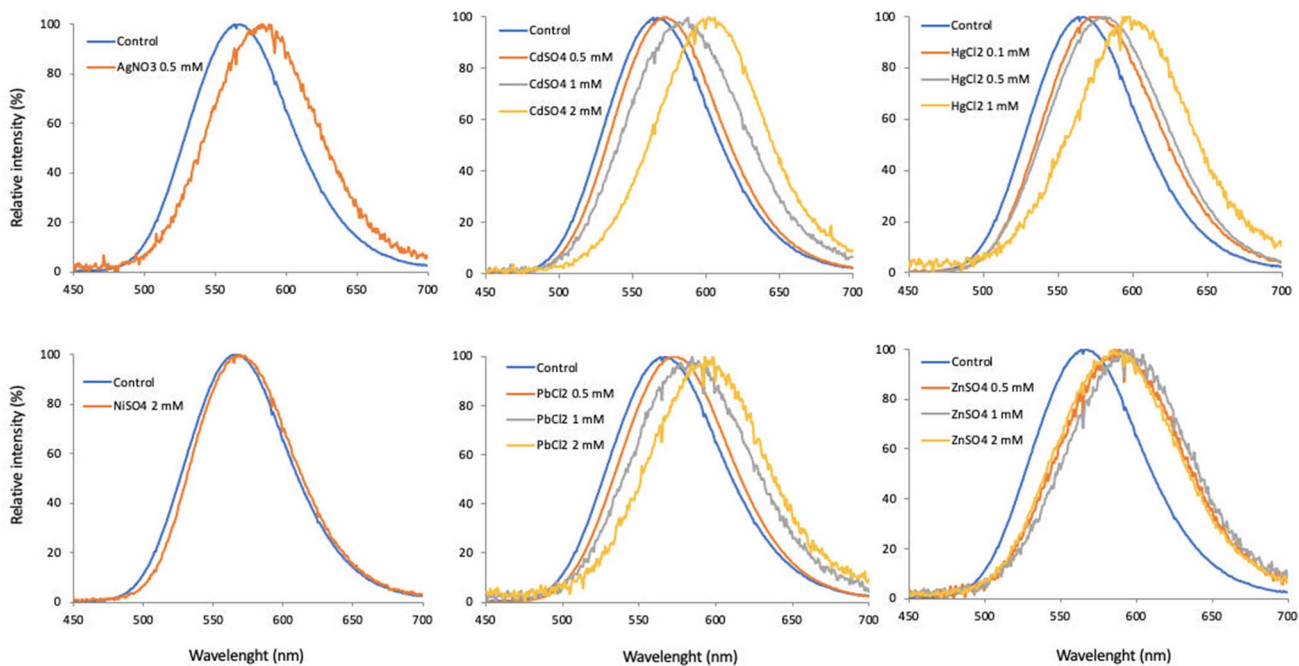 Relative intensity (%)
100
80
60
40
20
0
450 500 550 600 650 700
Control
AgNO3 0.5 mM
100
80
60
40
20
0
450 500 550 600 650 700
Control
CdSO4 0.5 mM
CdSO4 1 mM
CdSO4 2 mM
100
80
60
40
20
0
450 500 550 600 650 700
Control
HgCl2 0.1 mM
HgCl2 0.5 mM
HgCl2 1 mM
Relative intensity (%)
100
80
60
40
20
0
450 500 550 600 650 700
Control
NiSO4 2 mM
Wavelenght (nm)
100
80
60
40
20
0
450 500 550 600 650 700
Control
PbCl2 0.5 mM
PbCl2 1 mM
PbCl2 2 mM
Wavelenght (nm)
100
80
60
40
20
0
450 500 550 600 650 700
Control
ZnSO4 0.5 mM
ZnSO4 1 mM
ZnSO4 2 mM
Wavelenght (nm)